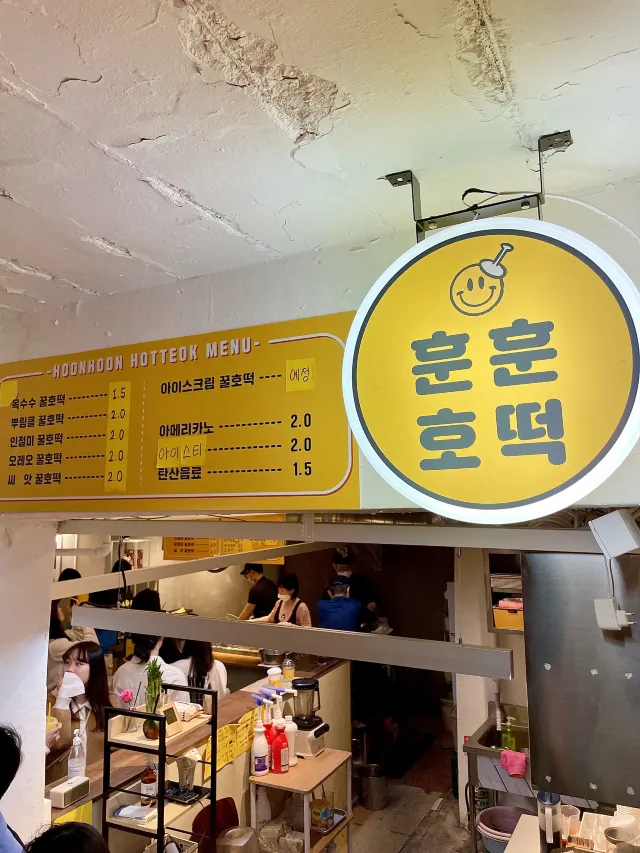 -HOONHOON HOTTEOK MENU-
옥수수 꿀호떡 --------- 1.5
뿌링클 꿀호떡 --------- 2.0
인절미 꿀호떡 --------- 2.0
오레오 꿀호떡 --------- 2.0
씨 앗 꿀호떡 --------- 2.0
아이스크림 꿀호떡 ---- 예정
아메리카노 ------------ 2.0
아이스티 ------------ 2.0
탄산음료 ------------ 1.5
훈훈
호떡